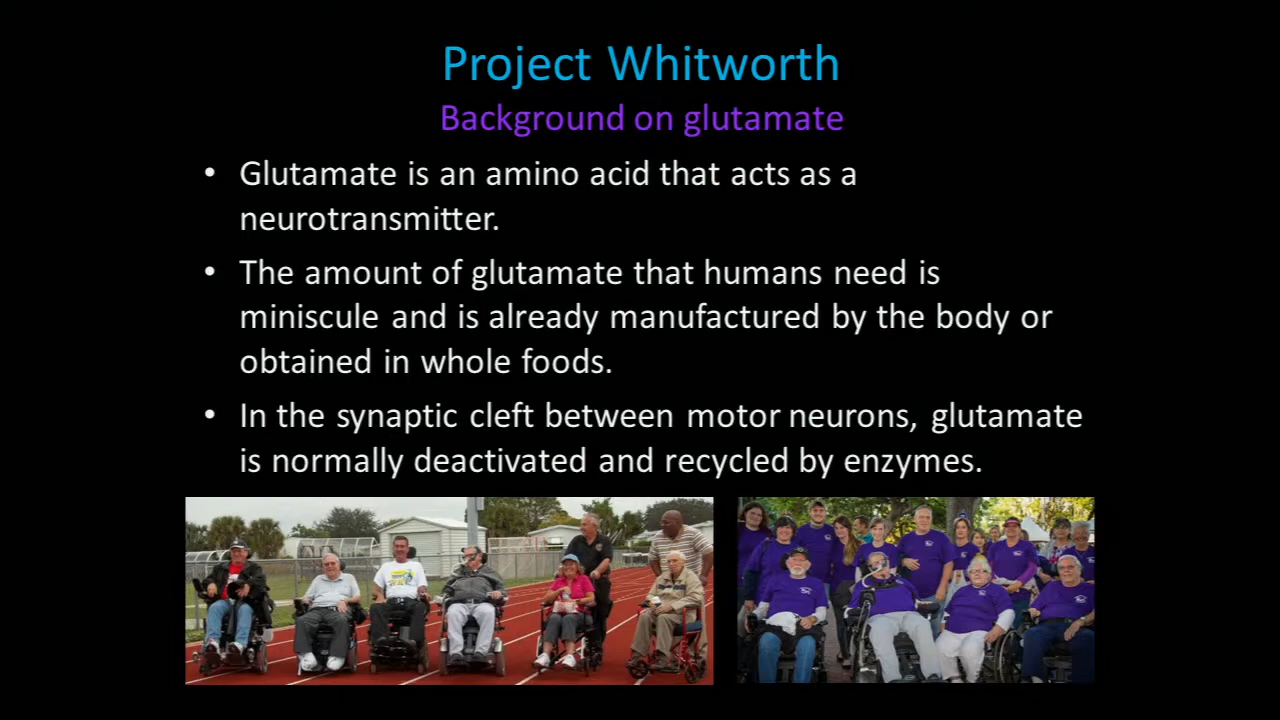 Project Whitworth
Background on glutamate
• Glutamate is an amino acid that acts as a
neurotransmitter.
• The amount of glutamate that humans need is
miniscule and is already manufactured by the body or
obtained in whole foods.
• In the synaptic cleft between motor neurons, glutamate
is normally deactivated and recycled by enzymes.